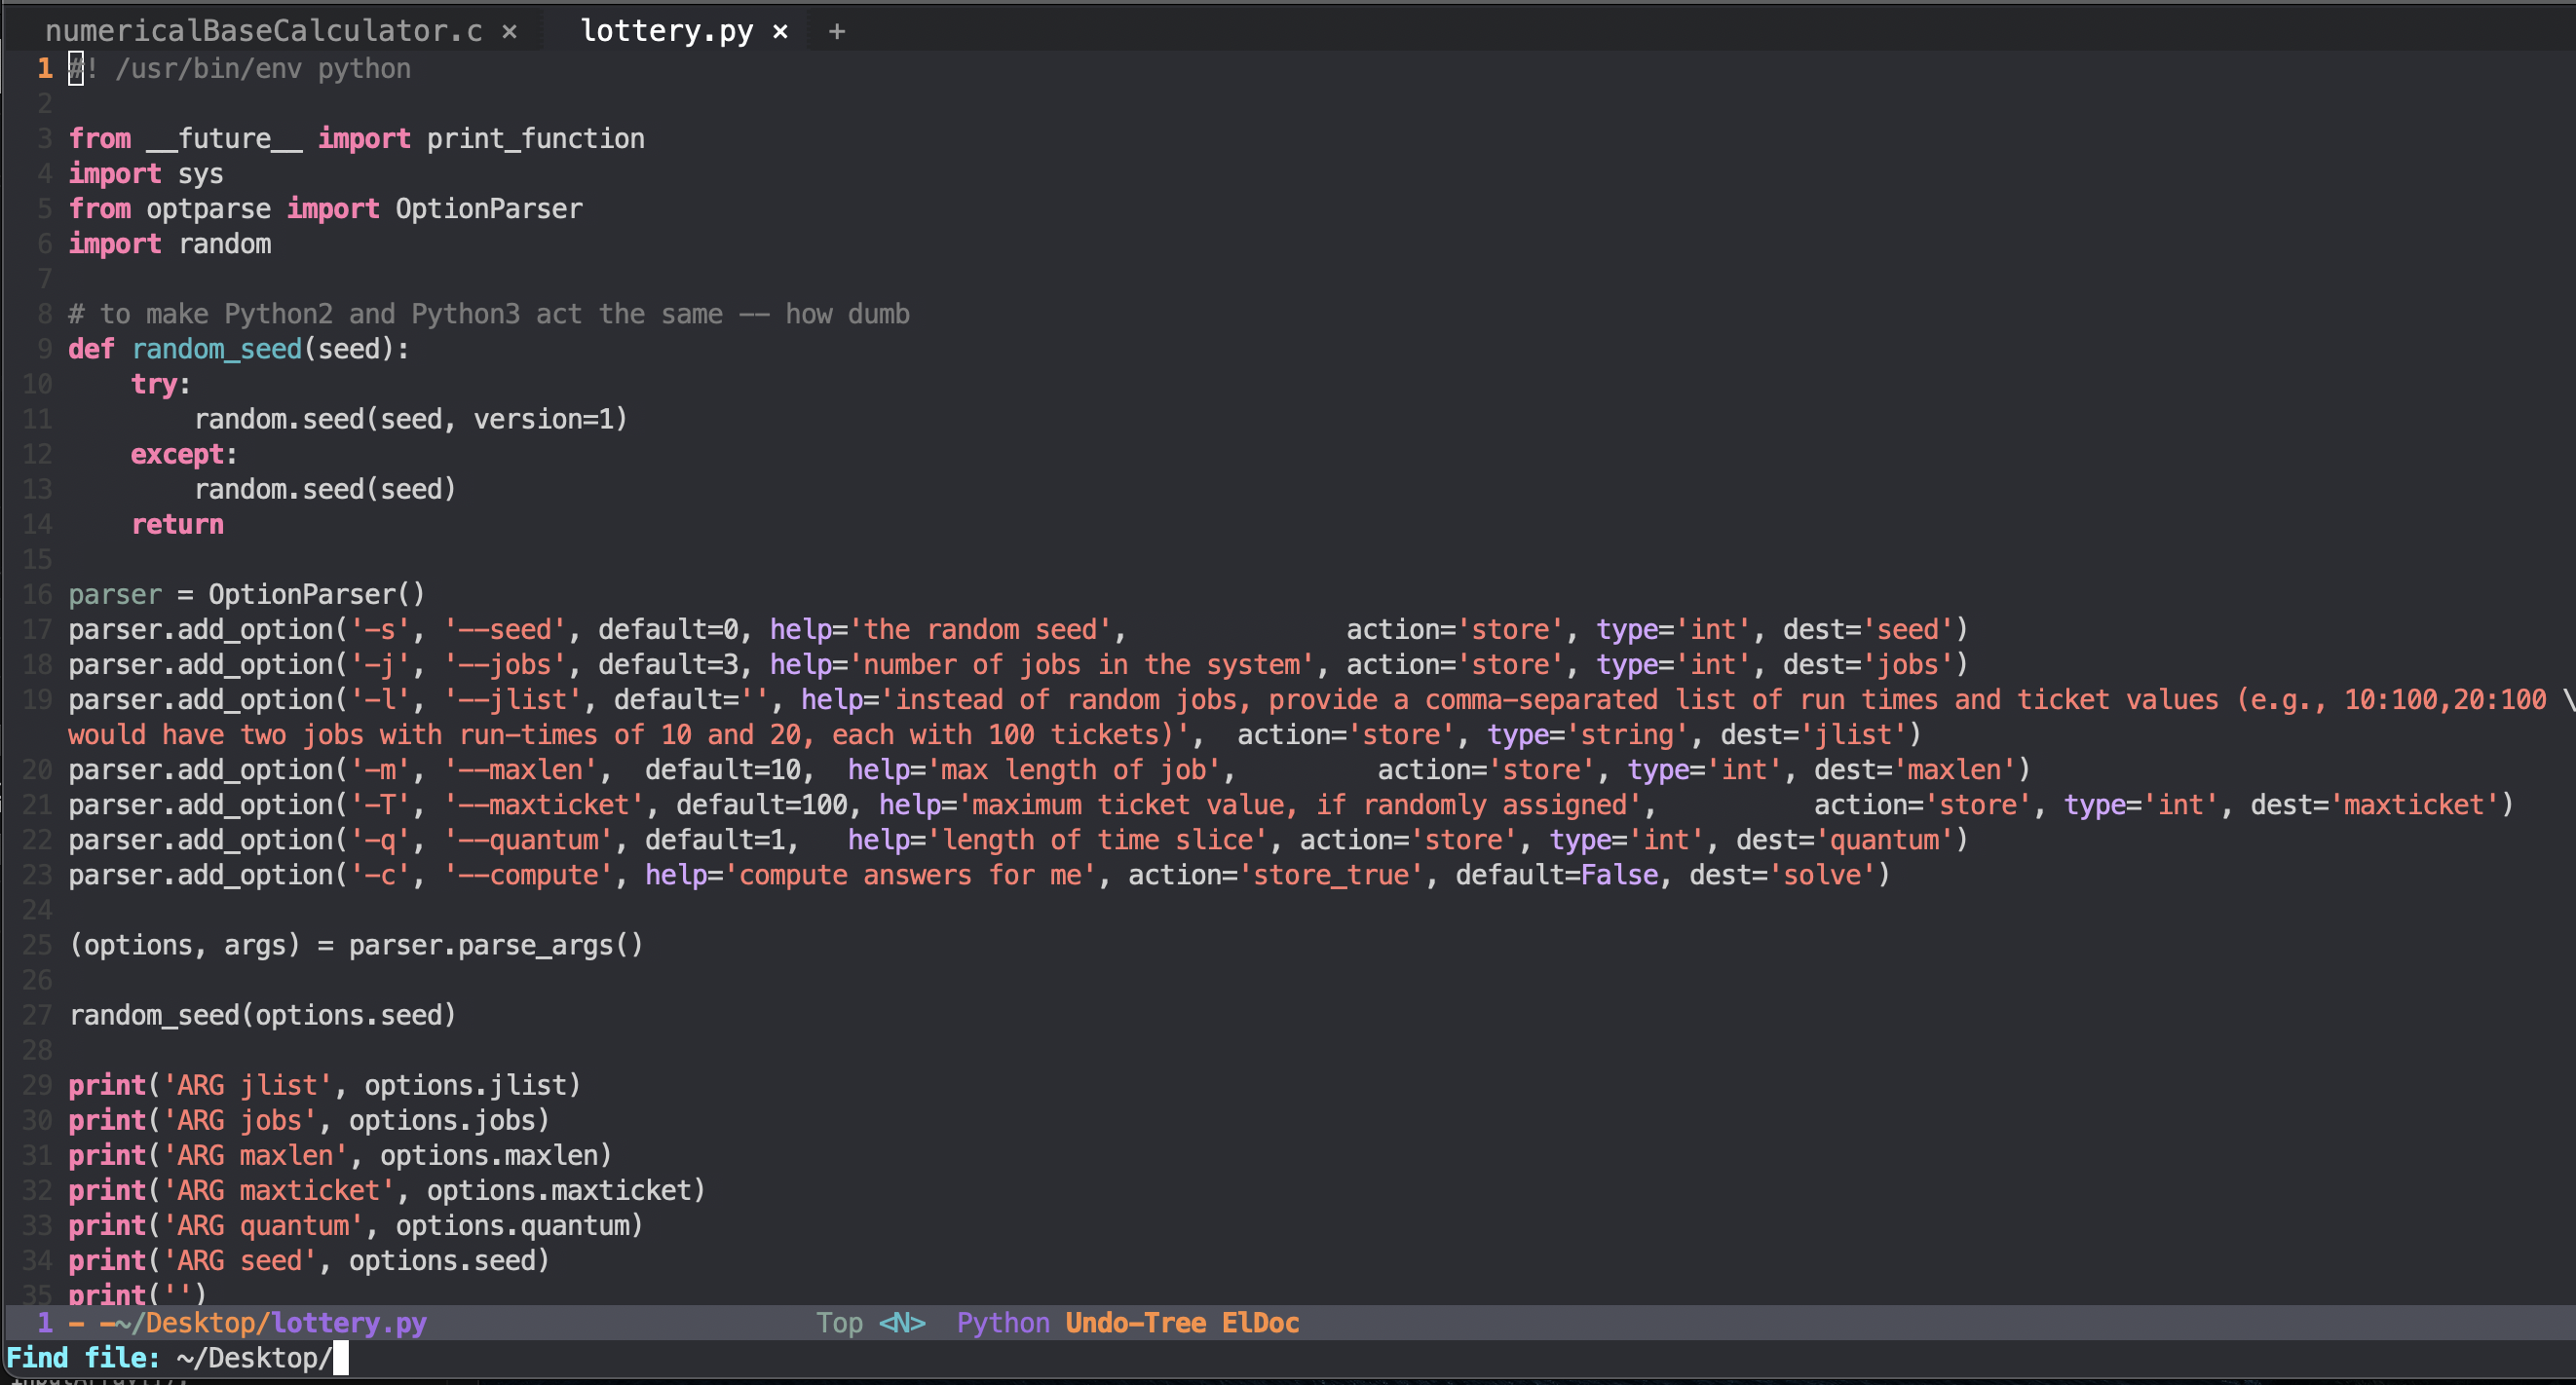 numericalBaseCalculator.c × lottery.py × +
1 #! /usr/bin/env python
2
3 from __future__ import print_function
4 import sys
5 from optparse import OptionParser
6 import random
7
8 # to make Python2 and Python3 act the same -- how dumb
9 def random_seed(seed):
10     try:
11         random.seed(seed, version=1)
12     except:
13         random.seed(seed)
14     return
15
16 parser = OptionParser()
17 parser.add_option('-s', '--seed', default=0, help='the random seed',              action='store', type='int', dest='seed')
18 parser.add_option('-j', '--jobs', default=3, help='number of jobs in the system', action='store', type='int', dest='jobs')
19 parser.add_option('-l', '--jlist', default='', help='instead of random jobs, provide a comma-separated list of run times and ticket values (e.g., 10:100,20:100 \
would have two jobs with run-times of 10 and 20, each with 100 tickets)',  action='store', type='string', dest='jlist')
20 parser.add_option('-m', '--maxlen',  default=10,  help='max length of job',         action='store', type='int', dest='maxlen')
21 parser.add_option('-T', '--maxticket', default=100, help='maximum ticket value, if randomly assigned',          action='store', type='int', dest='maxticket')
22 parser.add_option('-q', '--quantum', default=1,   help='length of time slice', action='store', type='int', dest='quantum')
23 parser.add_option('-c', '--compute', help='compute answers for me', action='store_true', default=False, dest='solve')
24
25 (options, args) = parser.parse_args()
26
27 random_seed(options.seed)
28
29 print('ARG jlist', options.jlist)
30 print('ARG jobs', options.jobs)
31 print('ARG maxlen', options.maxlen)
32 print('ARG maxticket', options.maxticket)
33 print('ARG quantum', options.quantum)
34 print('ARG seed', options.seed)
35 print('')
1 - -~/Desktop/lottery.py Top <N> Python Undo-Tree ElDoc
Find file: ~/Desktop/